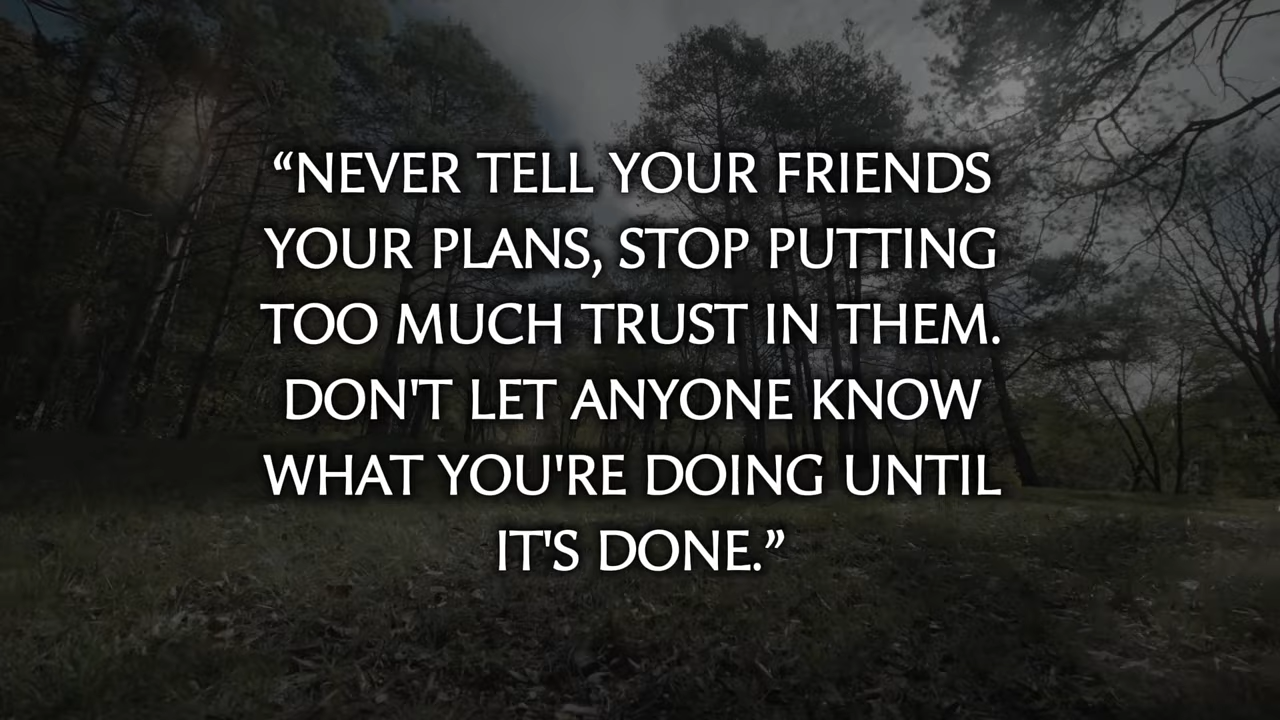 “NEVER TELL YOUR FRIENDS
YOUR PLANS, STOP PUTTING
TOO MUCH TRUST IN THEM.
DON'T LET ANYONE KNOW
WHAT YOU'RE DOING UNTIL
IT'S DONE.”